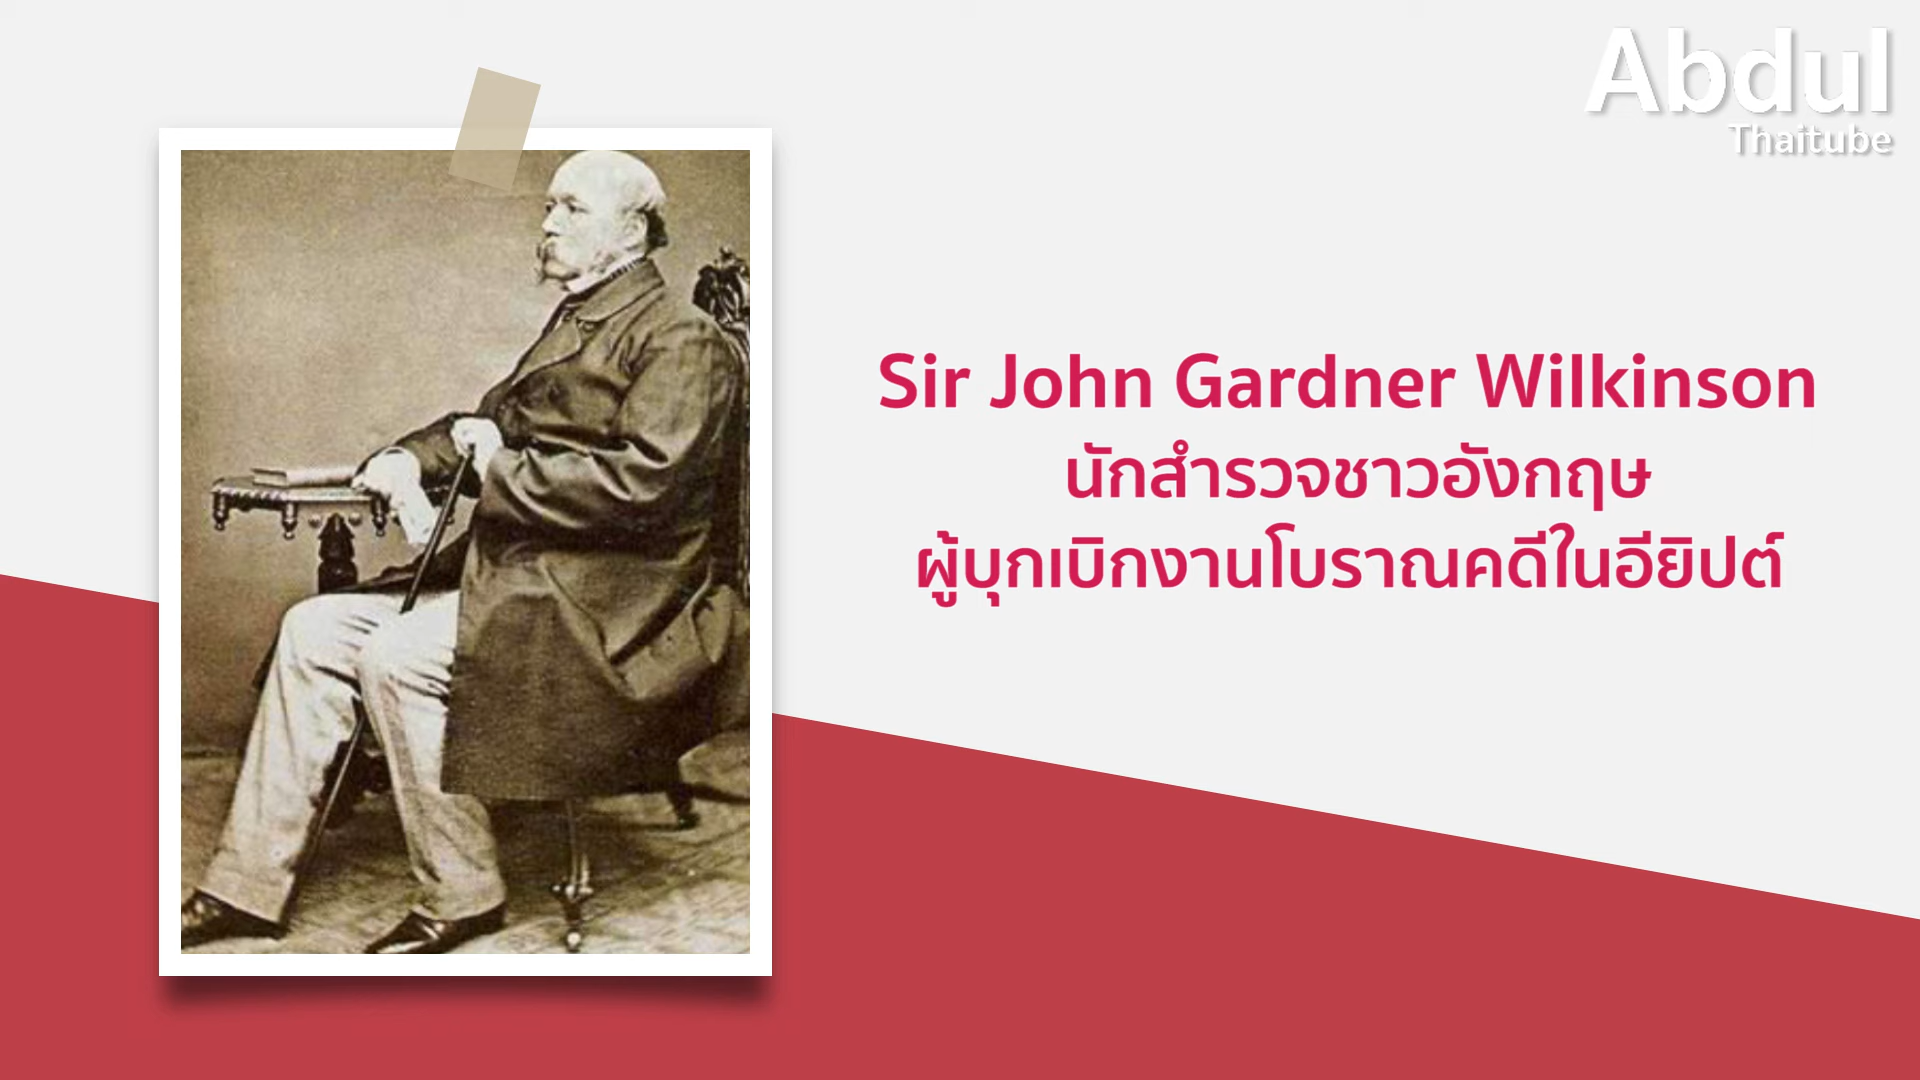 Abdul
Thaitube
Sir John Gardner Wilkinson
นักสำรวจชาวอังกฤษ
ผู้บุกเบิกงานโบราณคดีในอียิปต์